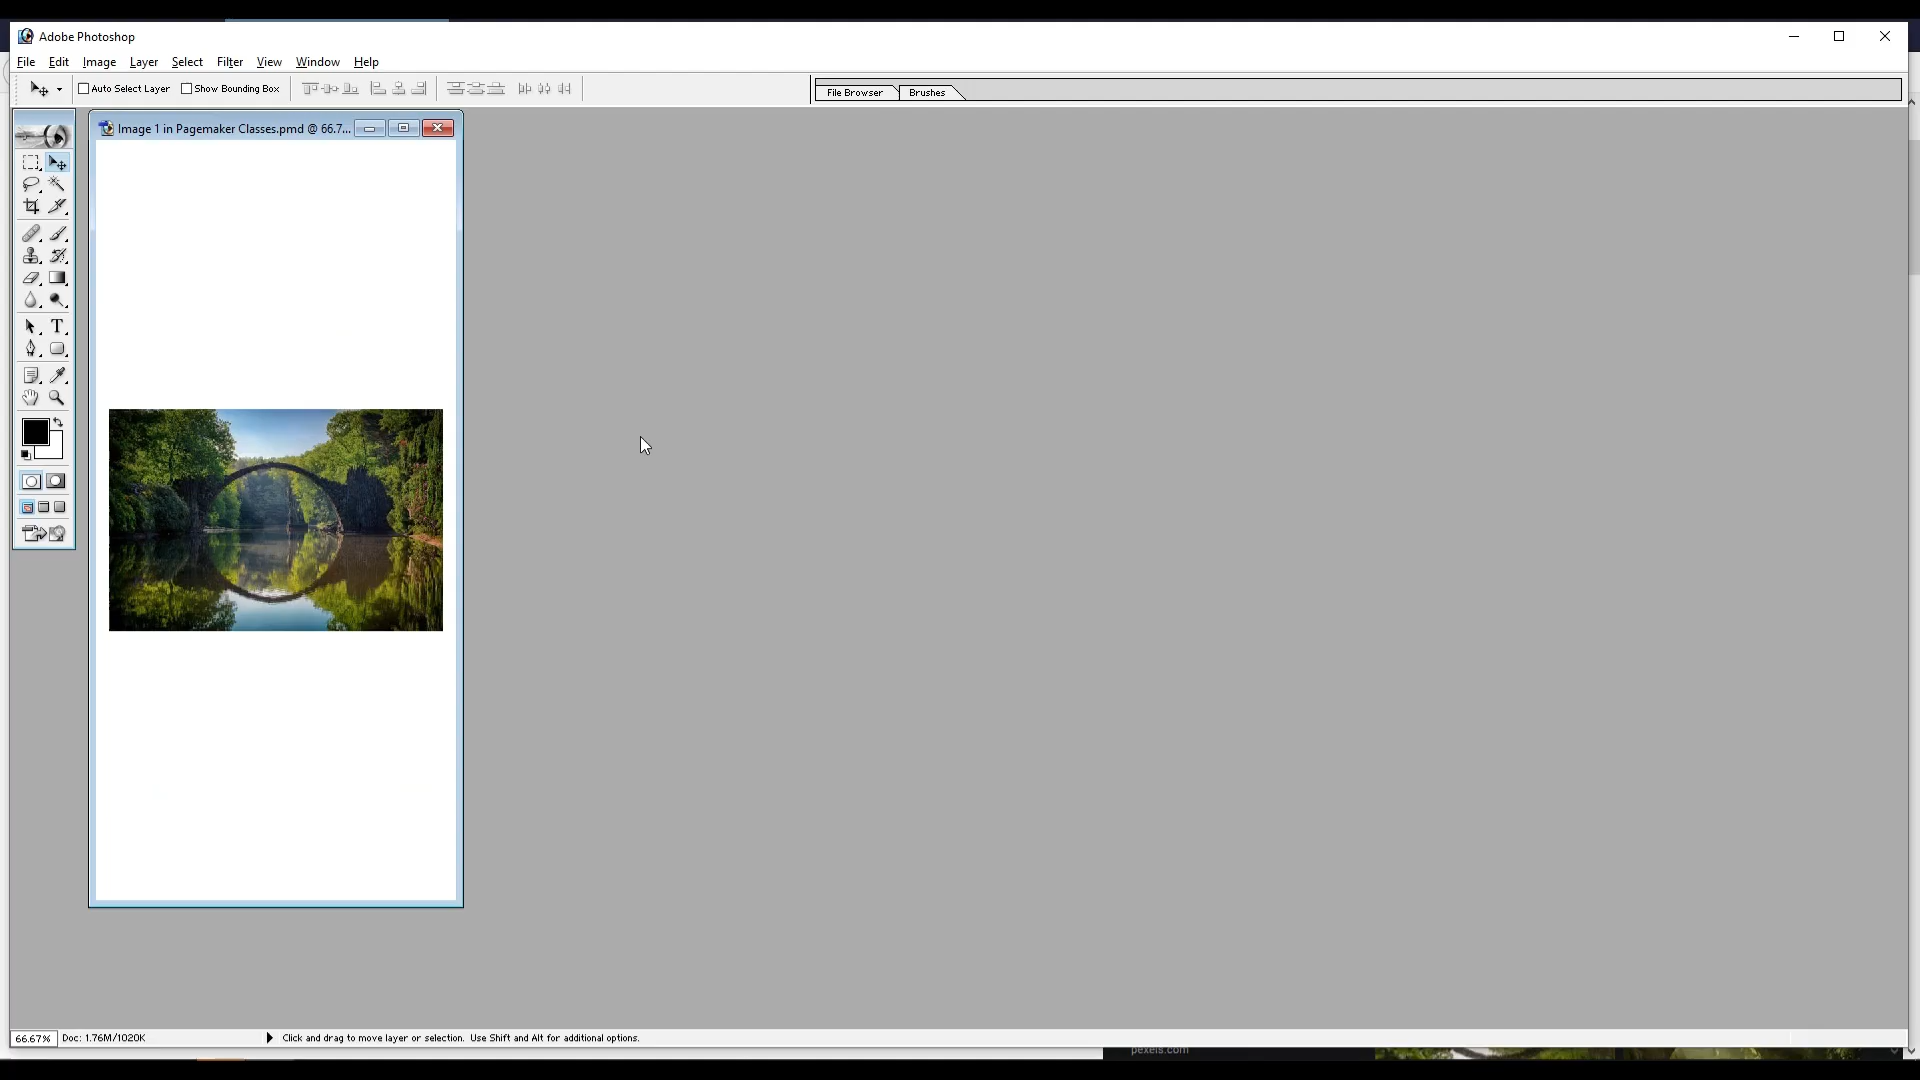 Adobe Photoshop
File Edit Image Layer Select Filter View Window Help
Auto Select Layer Show Bounding Box File Browser Brushes
Image 1 in Pagemaker Classes.pmd @ 66.7...
T
66.67% Doc: 1.76M/1020K Click and drag to move layer or selection. Use Shift and Alt for additional options.
pexels.com